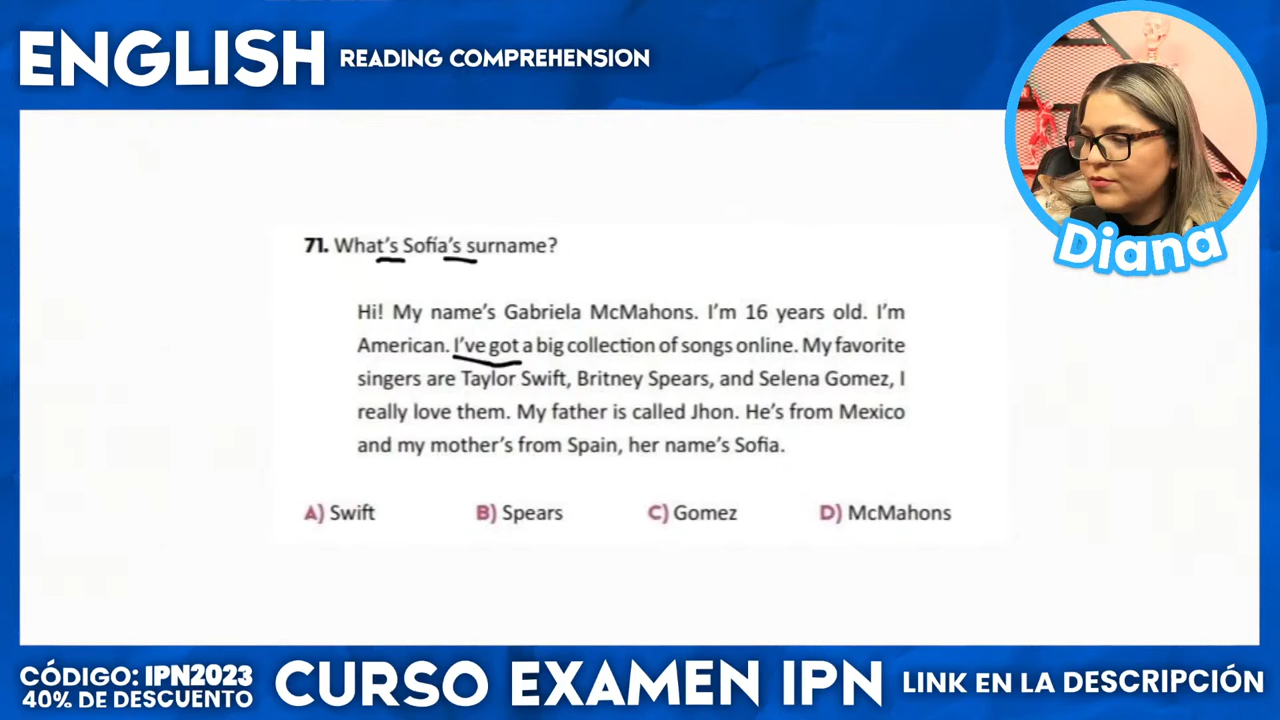 ENGLISH READING COMPREHENSION
Diana
71. What's Sofía's surname?
Hi! My name's Gabriela McMahons. I'm 16 years old. I'm
American. I've got a big collection of songs online. My favorite
singers are Taylor Swift, Britney Spears, and Selena Gomez, I
really love them. My father is called Jhon. He's from Mexico
and my mother's from Spain, her name's Sofía.
A) Swift B) Spears C) Gomez D) McMahons
CÓDIGO: IPN2023
40% DE DESCUENTO
CURSO EXAMEN IPN
LINK EN LA DESCRIPCIÓN